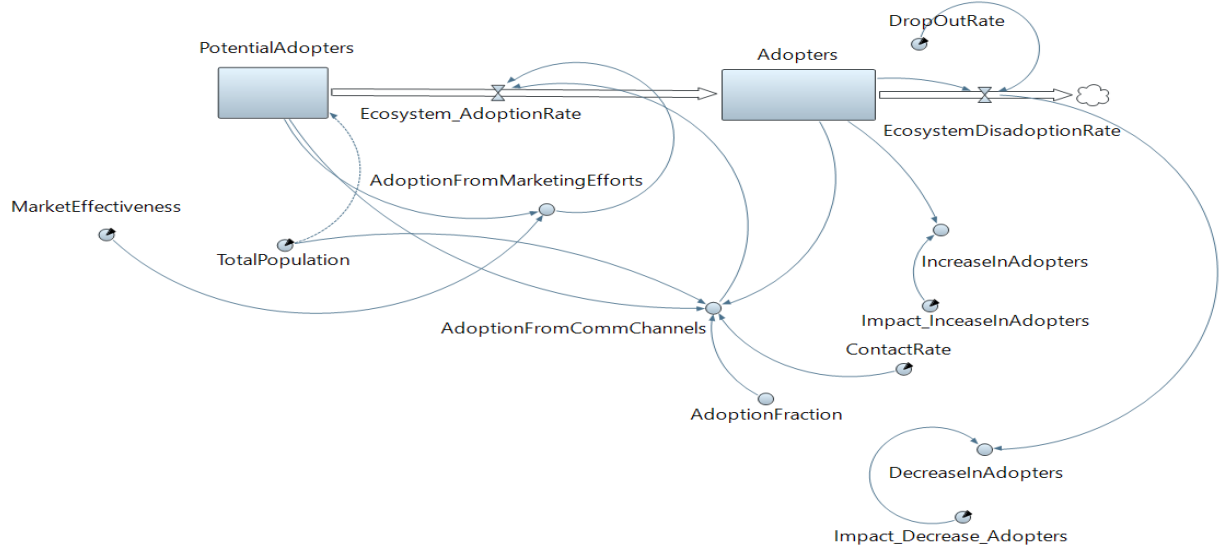 DropOutRate
PotentialAdopters
Adopters
Ecosystem_AdoptionRate
EcosystemDisadoptionRate
AdoptionFromMarketingEfforts
MarketEffectiveness
TotalPopulation
IncreaseInAdopters
Impact_InceaseInAdopters
AdoptionFromCommChannels
ContactRate
AdoptionFraction
DecreaseInAdopters
Impact_Decrease_Adopters